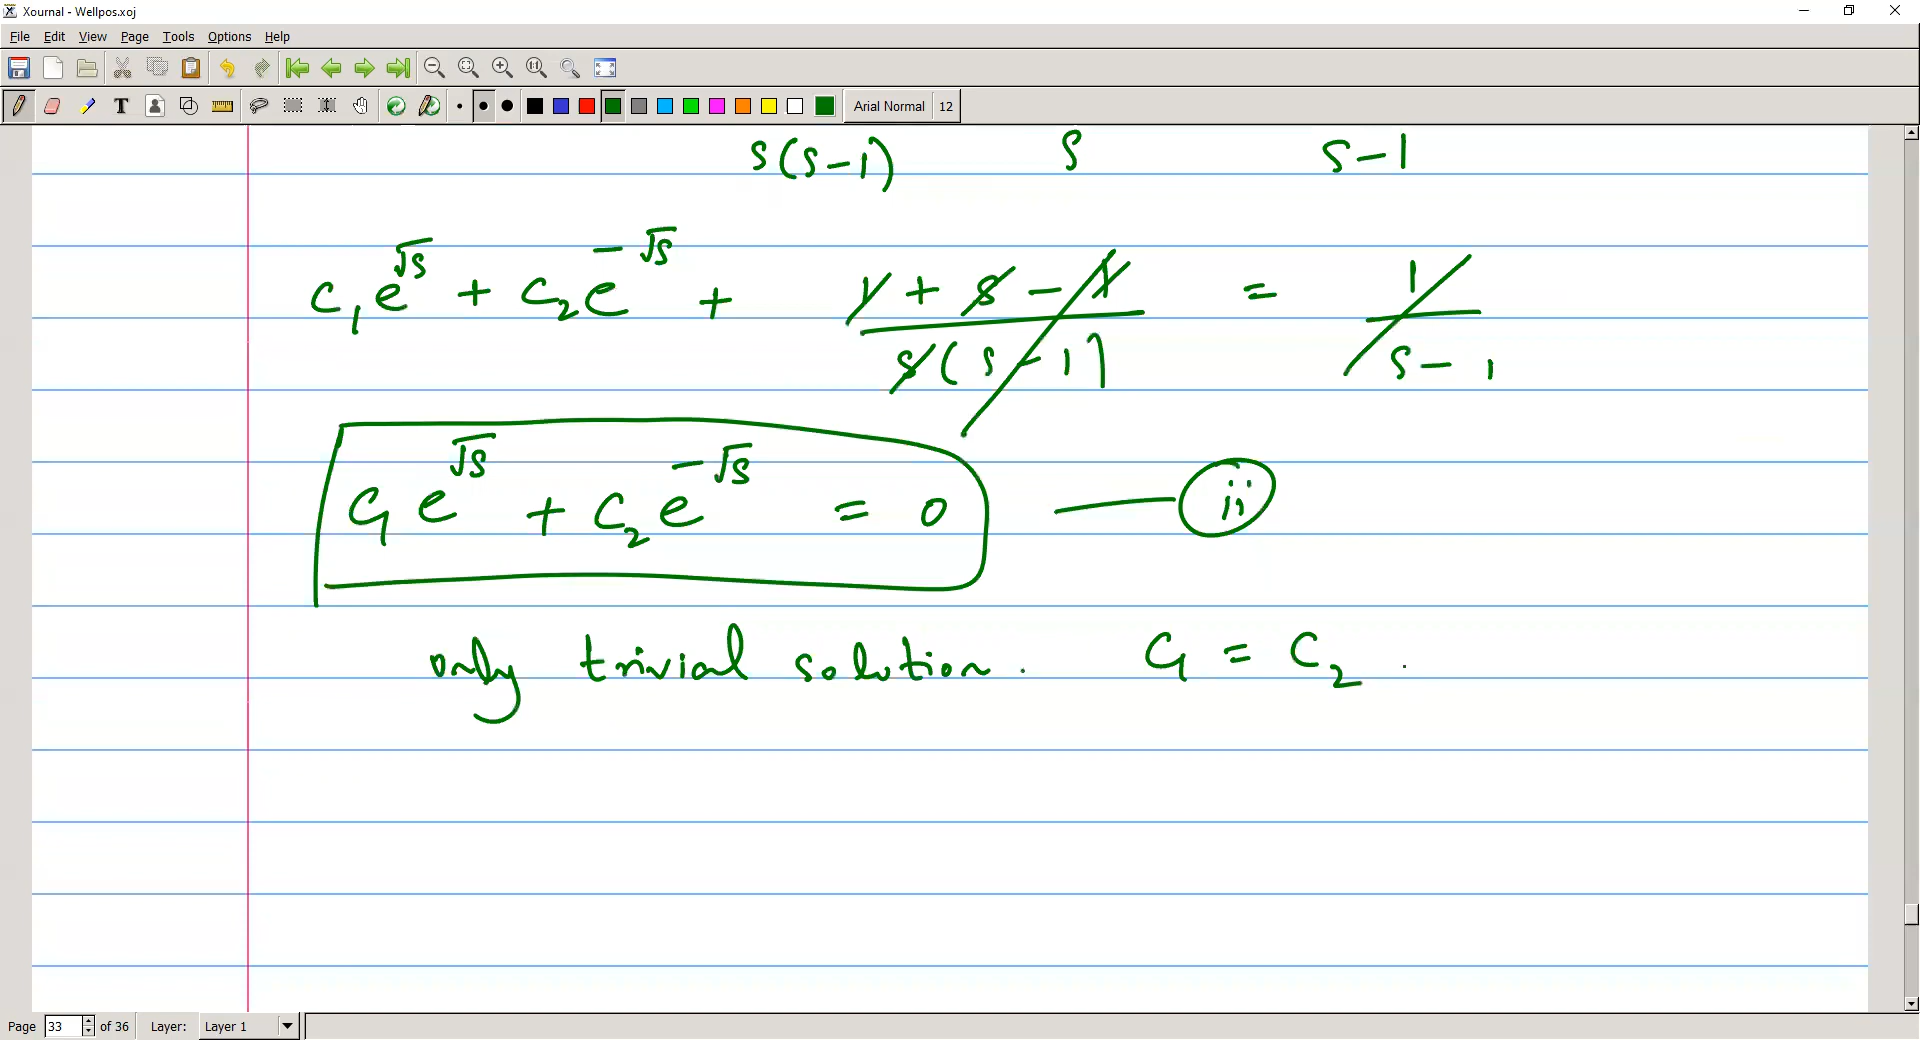 Xournal - Wellpos.xoj
File Edit View Page Tools Options Help
Arial Normal 12
s(s-1) s s-1
c₁e^√s + c₂e^-√s + (1 + s - 1)/(s(s-1)) = 1/(s-1)
c₁e^√s + c₂e^-√s = 0 — ii
only trivial solution. c₁ = c₂ .
Page 33 of 36 Layer: Layer 1